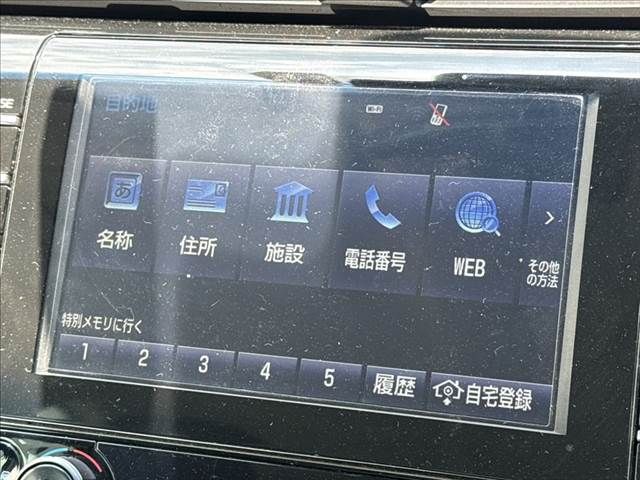 目的地
あ
名称
住所
施設
電話番号
WEB
その他
の方法
特別メモリに行く
1 2 3 4 5 履歴 自宅登録